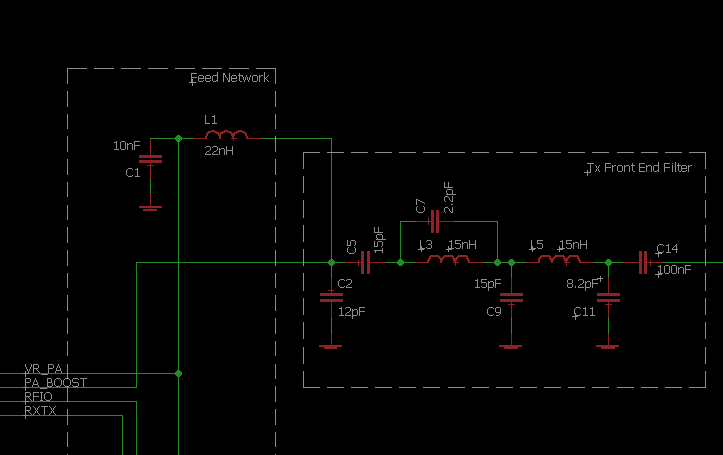 Feed Network
L1
10nF
22nH
C1
Tx Front End Filter
C7
2.2pF
C5
15pF
L3
15nH
L5
15nH
C14
100nF
C2
12pF
15pF
C9
8.2pF
C11
VR_PA
PA_BOOST
RFIO
RXTX